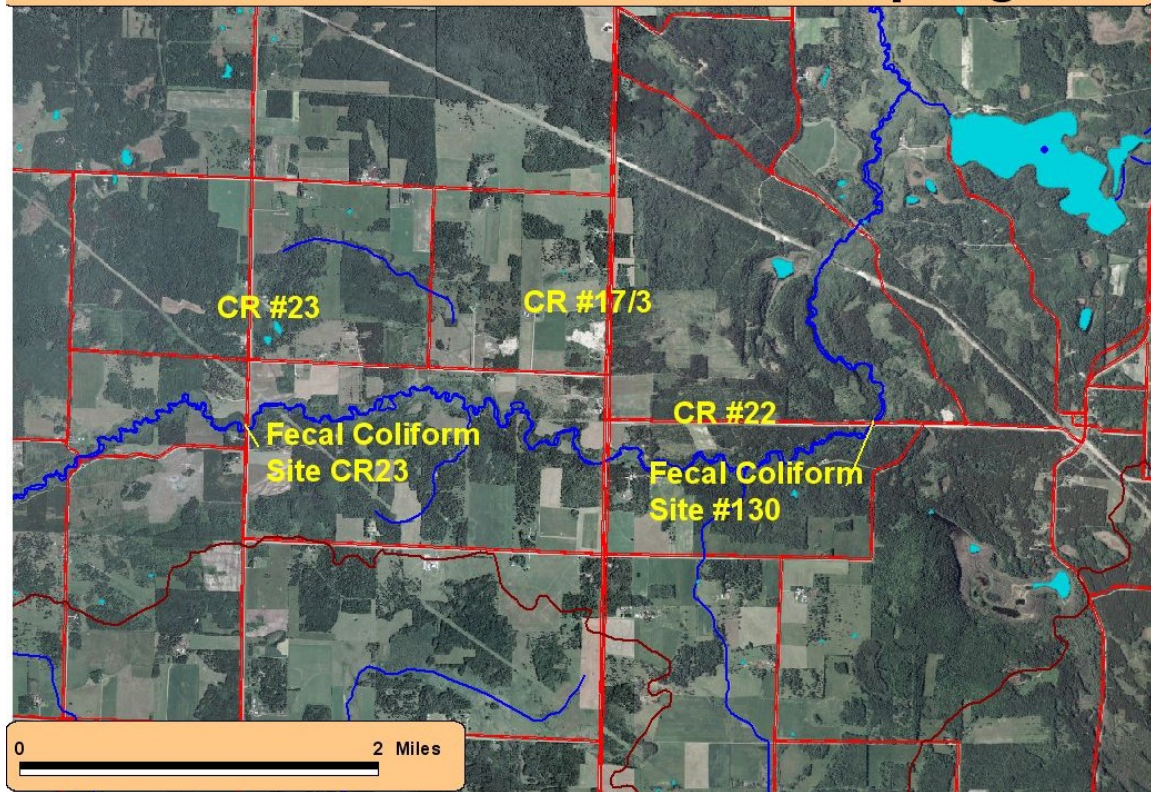 CR #23
CR #17/3
CR #22
Fecal Coliform
Site CR23
Fecal Coliform
Site #130
0 2 Miles